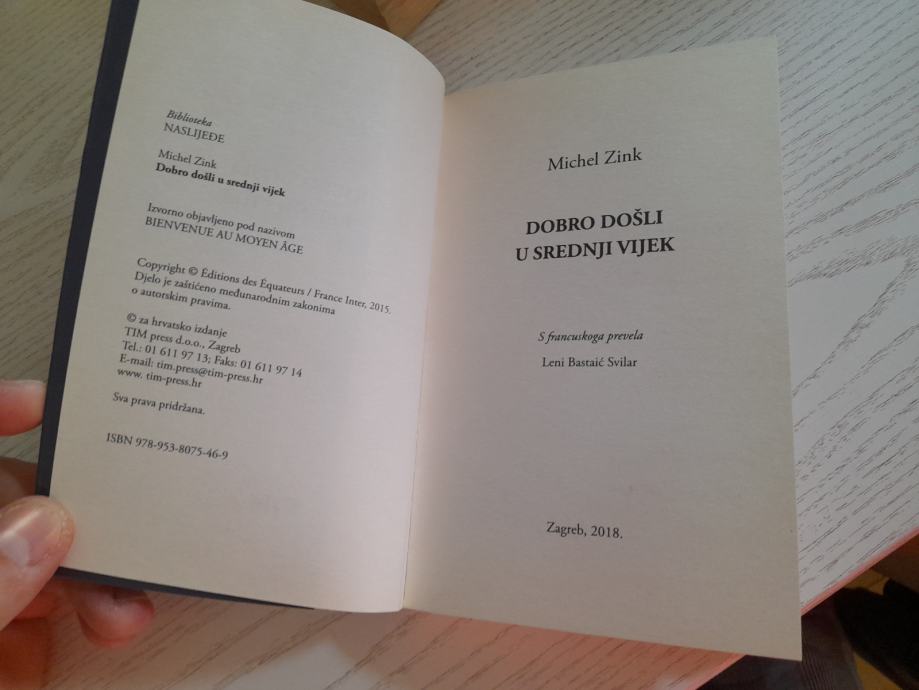 Biblioteka
NASLIJEĐE
Michel Zink
Dobro došli u srednji vijek
Izvorno objavljeno pod nazivom
BIENVENUE AU MOYEN ÂGE
Copyright © Éditions des Équateurs / France Inter, 2015.
Djelo je zaštićeno međunarodnim zakonima
o autorskim pravima.
© za hrvatsko izdanje
TIM press d.o.o., Zagreb
Tel.: 01 611 97 13; Faks: 01 611 97 14
E-mail: tim.press@tim-press.hr
www. tim-press.hr
Sva prava pridržana.
ISBN 978-953-8075-46-9
Michel Zink
DOBRO DOŠLI
U SREDNJI VIJEK
S francuskoga prevela
Leni Bastaić Svilar
Zagreb, 2018.